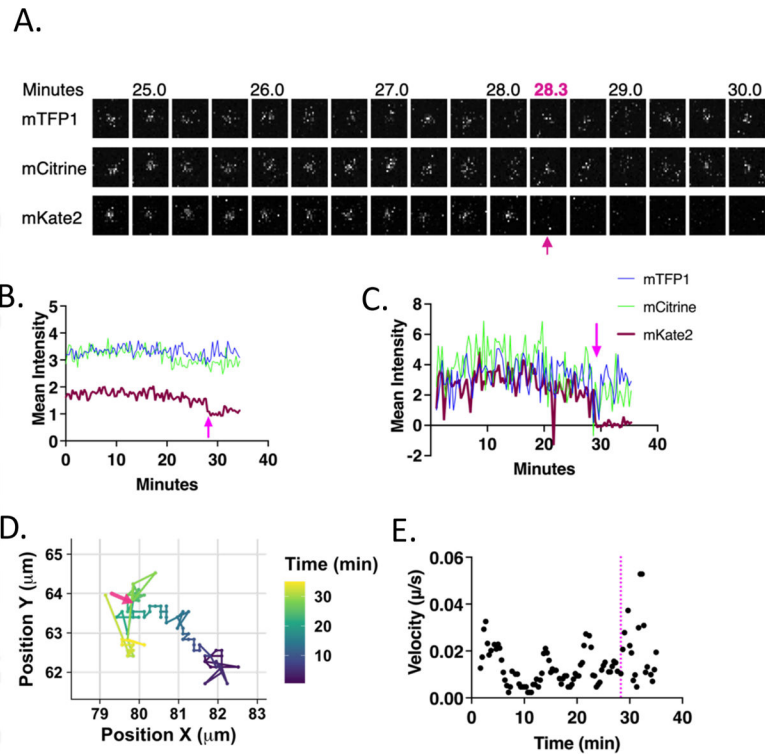 A.
Minutes 25.0 26.0 27.0 28.0 28.3 29.0 30.0
mTFP1
mCitrine
mKate2
B.
5
4
3
2
1
0
Mean Intensity
0 10 20 30 40
Minutes
C.
mTFP1
mCitrine
mKate2
8
6
4
2
0
-2
Mean Intensity
10 20 30 40
Minutes
D.
65
64
63
62
Position Y (μm)
79 80 81 82 83
Position X (μm)
Time (min)
30
20
10
E.
0.06
0.04
0.02
0.00
Velocity (μ/s)
0 10 20 30 40
Time (min)